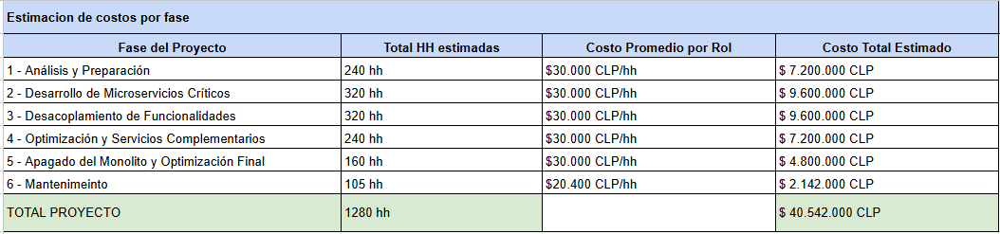 Estimacion de costos por fase
Fase del Proyecto Total HH estimadas Costo Promedio por Rol Costo Total Estimado
1 - Análisis y Preparación 240 hh $30.000 CLP/hh $ 7.200.000 CLP
2 - Desarrollo de Microservicios Críticos 320 hh $30.000 CLP/hh $ 9.600.000 CLP
3 - Desacoplamiento de Funcionalidades 320 hh $30.000 CLP/hh $ 9.600.000 CLP
4 - Optimización y Servicios Complementarios 240 hh $30.000 CLP/hh $ 7.200.000 CLP
5 - Apagado del Monolito y Optimización Final 160 hh $30.000 CLP/hh $ 4.800.000 CLP
6 - Mantenimeinto 105 hh $20.400 CLP/hh $ 2.142.000 CLP
TOTAL PROYECTO 1280 hh $ 40.542.000 CLP